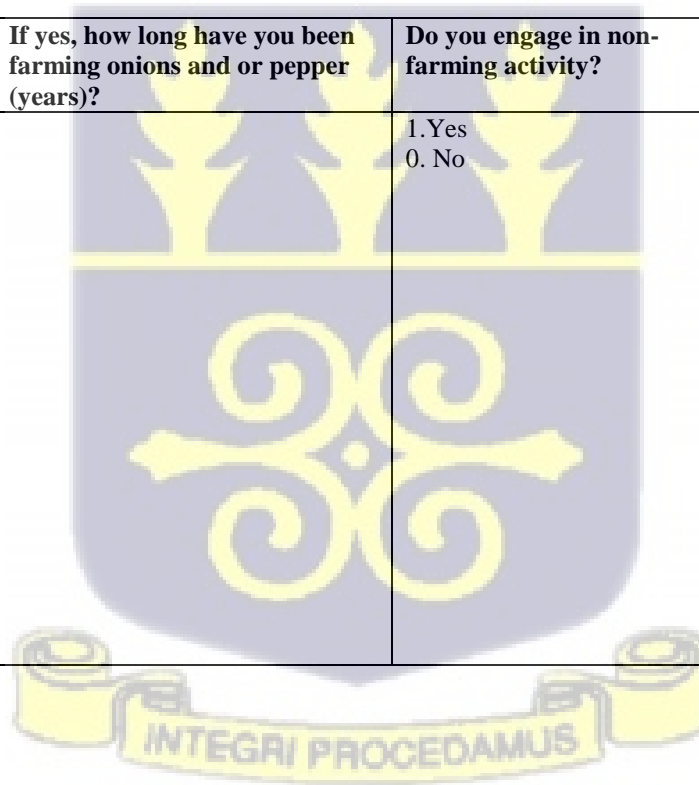 If yes, how long have you been
farming onions and or pepper
(years)?
Do you engage in non-
farming activity?
1.Yes
0. No
INTEGRI PROCEDAMUS